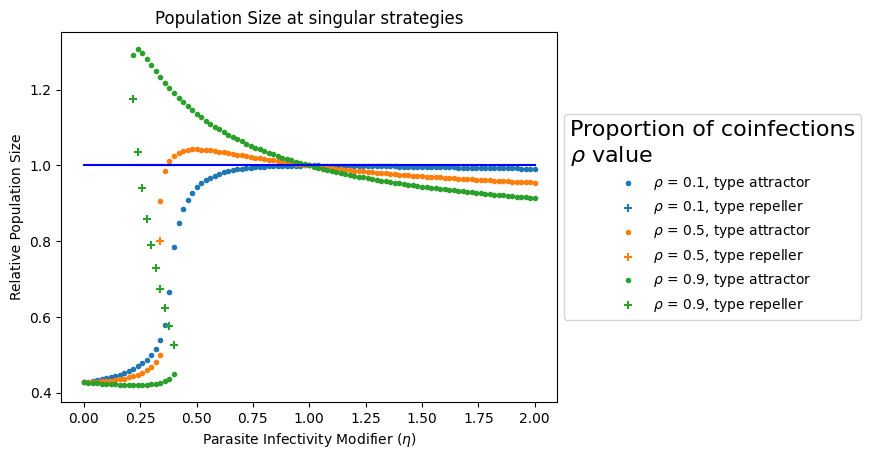 Population Size at singular strategies
Relative Population Size
1.2
1.0
0.8
0.6
0.4
0.00 0.25 0.50 0.75 1.00 1.25 1.50 1.75 2.00
Parasite Infectivity Modifier (η)
Proportion of coinfections
ρ value
ρ = 0.1, type attractor
ρ = 0.1, type repeller
ρ = 0.5, type attractor
ρ = 0.5, type repeller
ρ = 0.9, type attractor
ρ = 0.9, type repeller